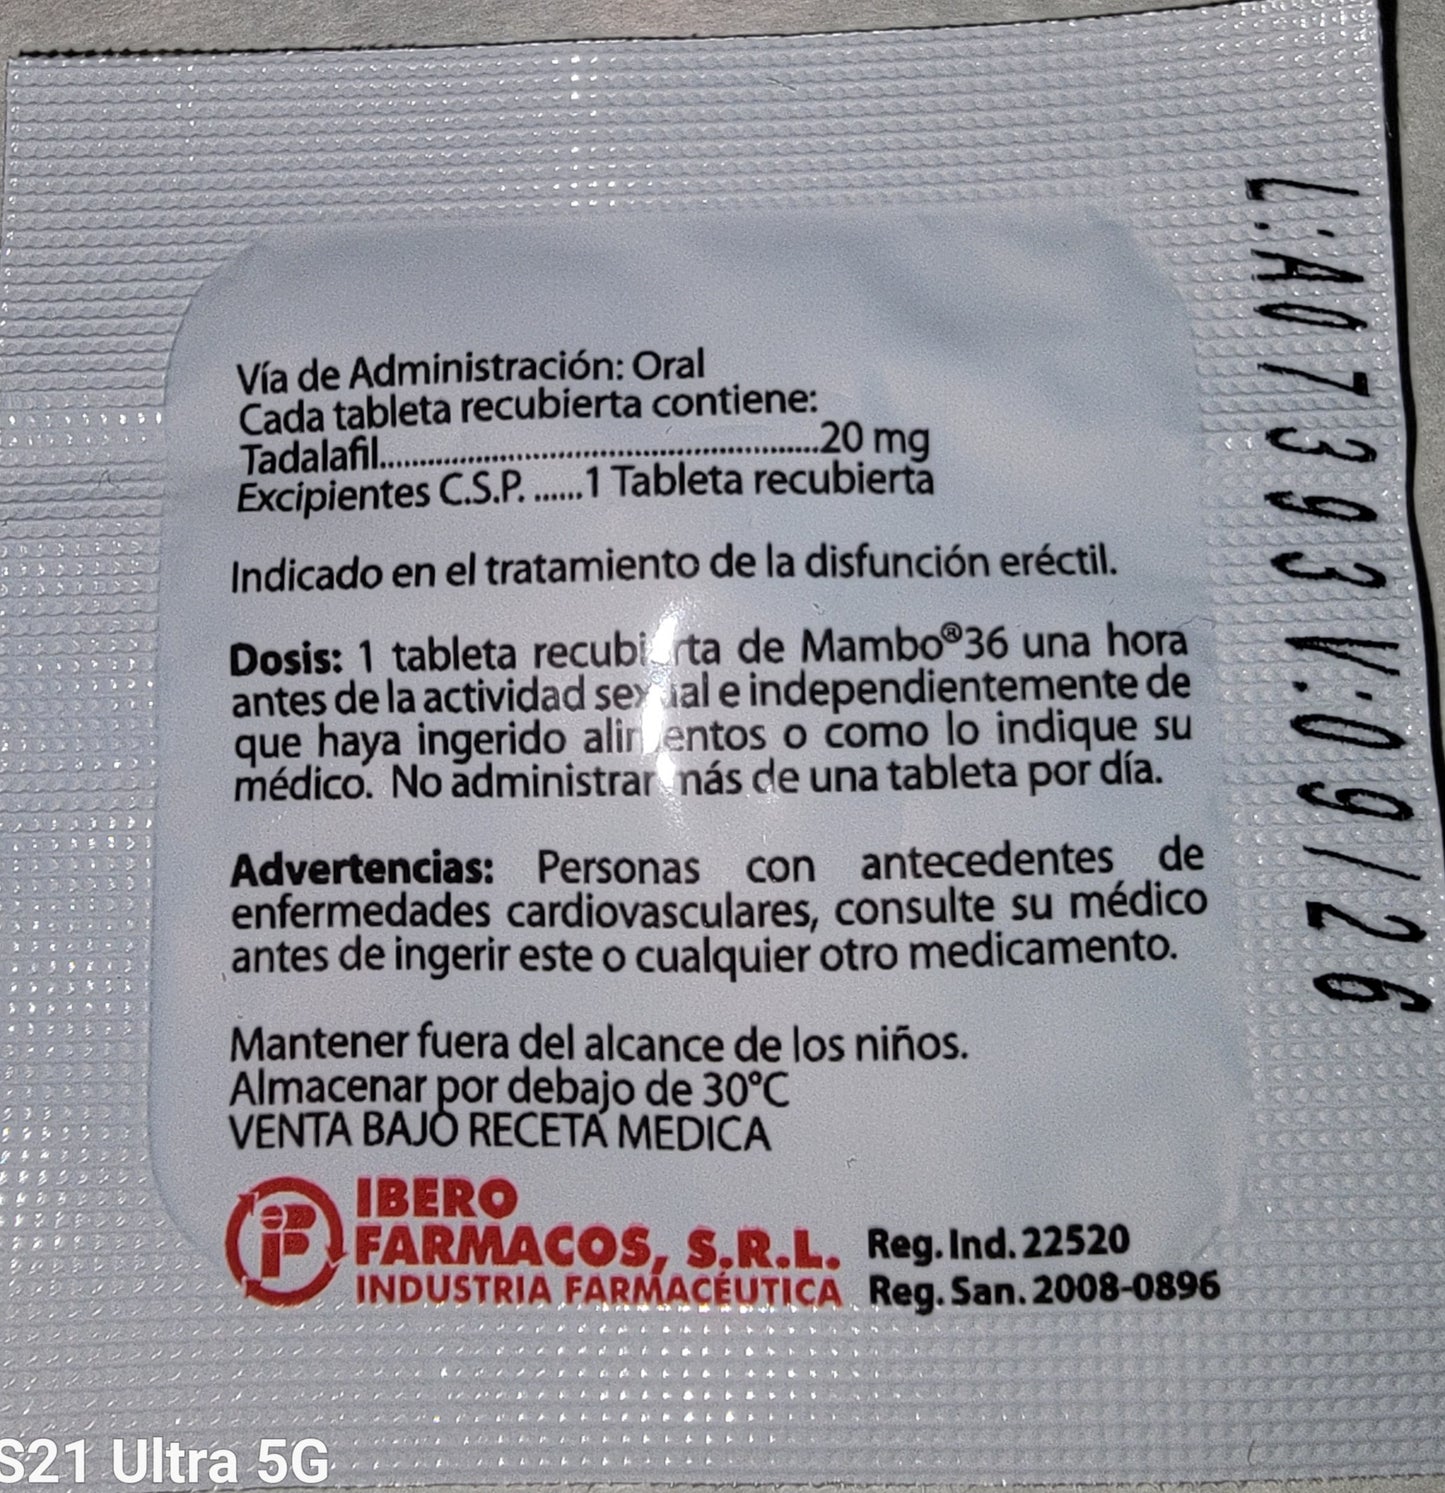 Vía de Administración: Oral
Cada tableta recubierta contiene:
Tadalafil..............................................................20 mg
Excipientes C.S.P. ......1 Tableta recubierta
Indicado en el tratamiento de la disfunción eréctil.
Dosis: 1 tableta recubierta de Mambo®36 una hora
antes de la actividad sexual e independientemente de
que haya ingerido alimentos o como lo indique su
médico. No administrar más de una tableta por día.
Advertencias: Personas con antecedentes de
enfermedades cardiovasculares, consulte su médico
antes de ingerir este o cualquier otro medicamento.
Mantener fuera del alcance de los niños.
Almacenar por debajo de 30°C
VENTA BAJO RECETA MEDICA
IBERO
FARMACOS, S.R.L.
INDUSTRIA FARMACÉUTICA
Reg. Ind. 22520
Reg. San. 2008-0896
L:A07393 V:09/26
S21 Ultra 5G